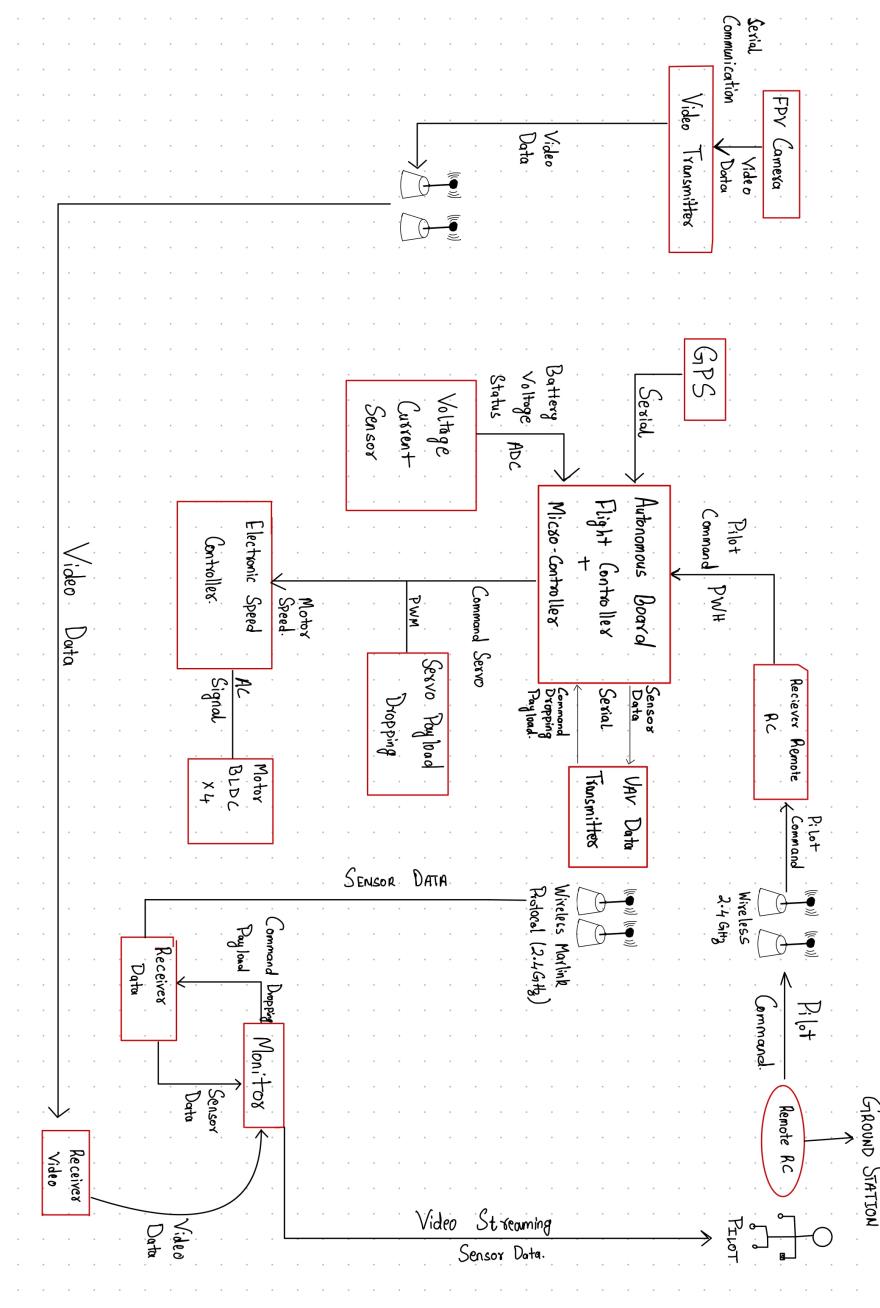 GROUND STATION
FPV Camera
Serial
Communication
Video
Data
Video Transmitter
Reciever Remote
RC
Pilot
Command
Wireless
2.4 GHz
Pilot
Command.
Remote RC
PILOT
GPS
Serial
Pilot
Command
PWH
Autonomous Board
Flight Controller
+
Micro-Controller
Sensor
Data
Serial
Command
Dropping
Payload.
UAV Data
Transmitter
Wireless Marlink
Protocol (2.4GHz)
Video
Data
Battery
Voltage
Status
ADC
Voltage
Current
Sensor
Command Servo
PWM
Servo Payload
Dropping
SENSOR DATA
Video Streaming
Sensor Data.
Motor
Speed.
Electronic Speed
Controller.
AC
Signal
Motor
BLDC
X4
Command Dropping
Payload
Monitor
Sensor
Data
Receiver
Data
Video
Data
Video Data
Receiver
Video